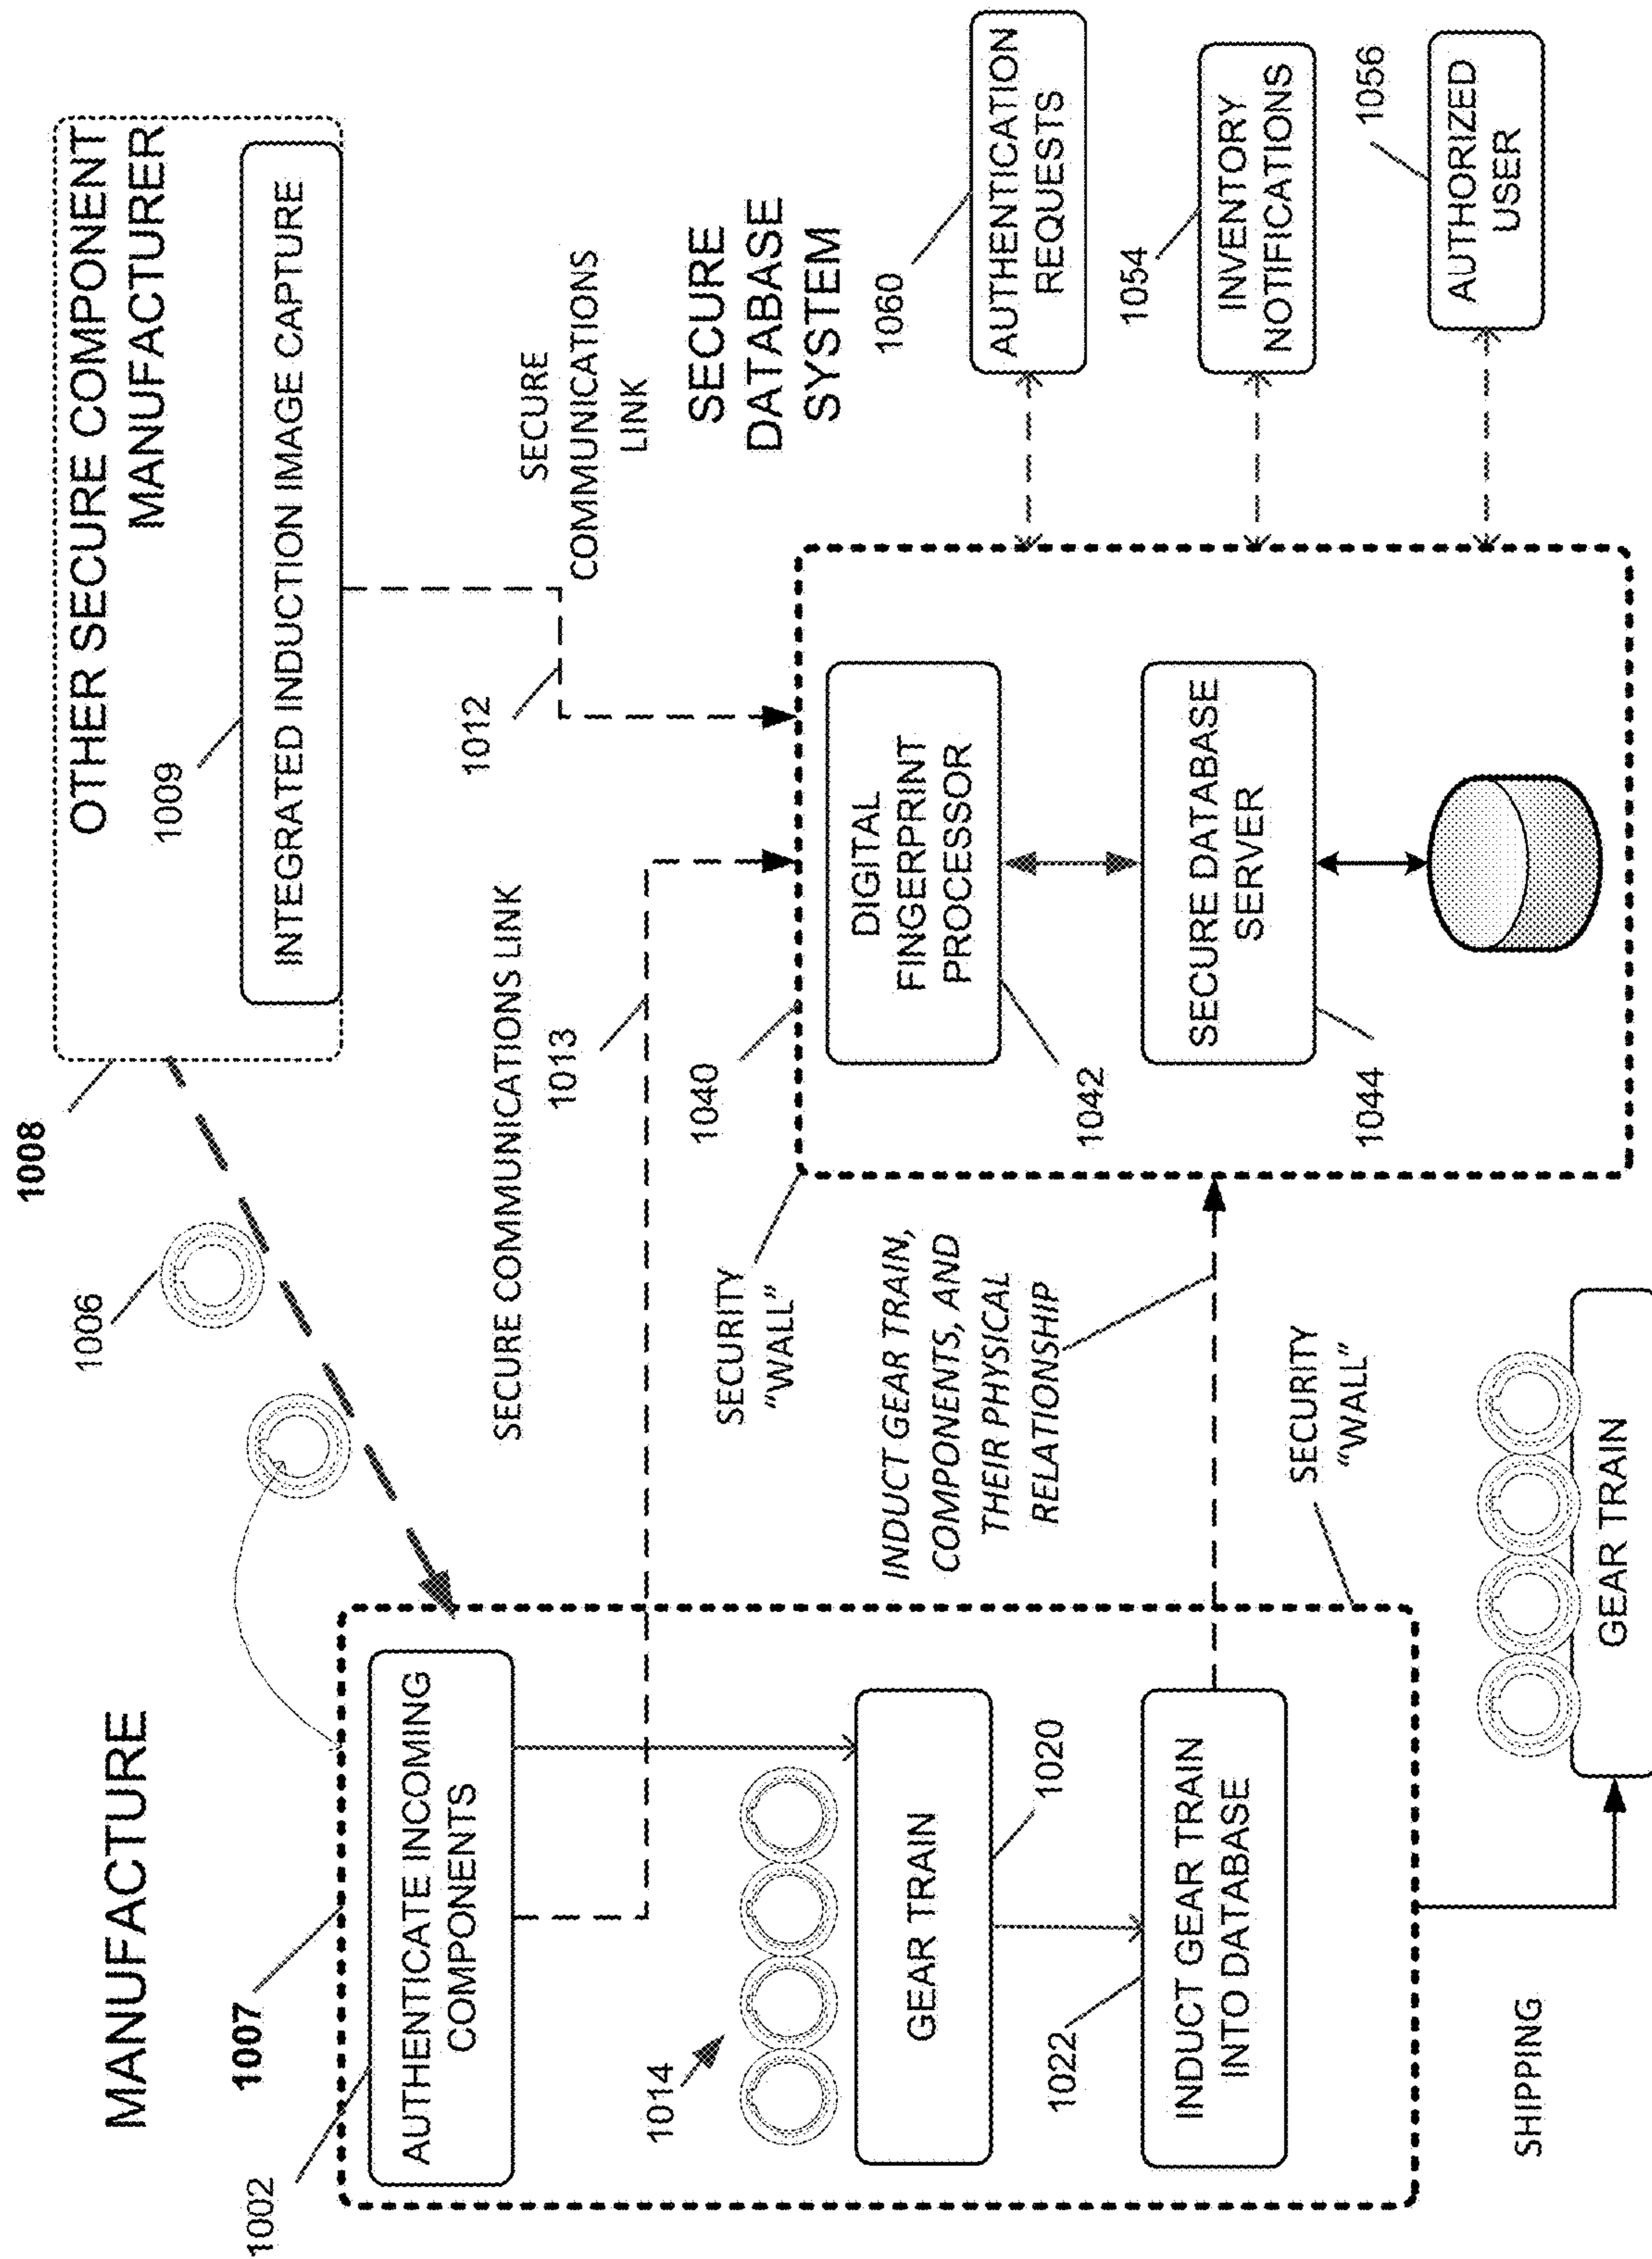 MANUFACTURE
1007
1002
AUTHENTICATE INCOMING
COMPONENTS
1014
GEAR TRAIN
1020
1022
INDUCT GEAR TRAIN
INTO DATABASE
SHIPPING
GEAR TRAIN
SECURITY
"WALL"
1006
1008
OTHER SECURE COMPONENT
MANUFACTURER
1009
INTEGRATED INDUCTION IMAGE CAPTURE
SECURE COMMUNICATIONS LINK
1013
1012
SECURE
COMMUNICATIONS
LINK
SECURITY
"WALL"
INDUCT GEAR TRAIN,
COMPONENTS, AND
THEIR PHYSICAL
RELATIONSHIP
SECURE
DATABASE
SYSTEM
1040
DIGITAL
FINGERPRINT
PROCESSOR
1042
SECURE DATABASE
SERVER
1044
1060
AUTHENTICATION
REQUESTS
1054
INVENTORY
NOTIFICATIONS
1056
AUTHORIZED
USER